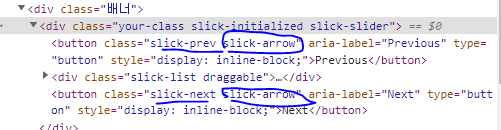 <div class="배너">
▼<div class="your-class slick-initialized slick-slider"> == $0
<button class="slick-prev slick-arrow" aria-label="Previous" type=
"button" style="display: inline-block;">Previous</button>
▶<div class="slick-list draggable">…</div>
<button class="slick-next slick-arrow" aria-label="Next" type="butt
on" style="display: inline-block;">Next</button>
</div>